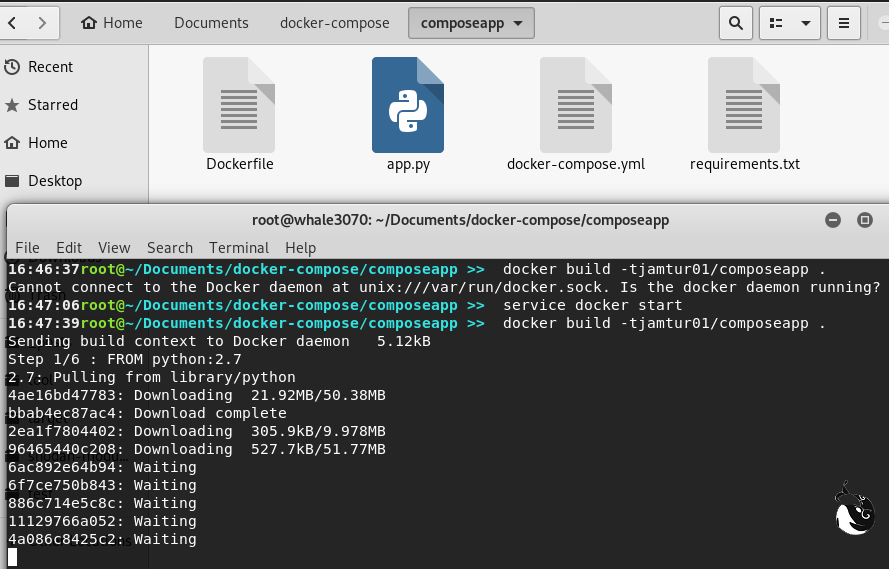 Home Documents docker-compose composeapp
Recent
Starred
Home
Desktop
Dockerfile app.py docker-compose.yml requirements.txt
root@whale3070: ~/Documents/docker-compose/composeapp
File Edit View Search Terminal Help
16:46:37root@~/Documents/docker-compose/composeapp >>  docker build -tjamtur01/composeapp .
Cannot connect to the Docker daemon at unix:///var/run/docker.sock. Is the docker daemon running?
16:47:06root@~/Documents/docker-compose/composeapp >>  service docker start
16:47:39root@~/Documents/docker-compose/composeapp >>  docker build -tjamtur01/composeapp .
Sending build context to Docker daemon   5.12kB
Step 1/6 : FROM python:2.7
2.7: Pulling from library/python
4ae16bd47783: Downloading  21.92MB/50.38MB
bbab4ec87ac4: Download complete
2ea1f7804402: Downloading  305.9kB/9.978MB
96465440c208: Downloading  527.7kB/51.77MB
6ac892e64b94: Waiting
6f7ce750b843: Waiting
886c714e5c8c: Waiting
11129766a052: Waiting
4a086c8425c2: Waiting